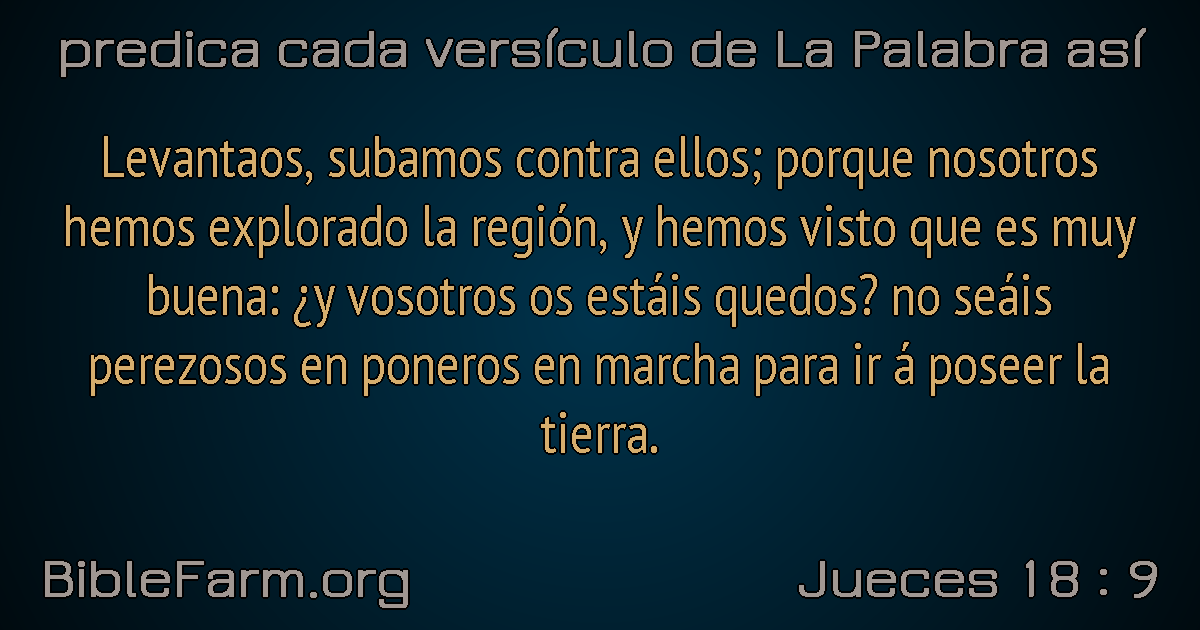 predica cada versículo de La Palabra así
Levantaos, subamos contra ellos; porque nosotros
hemos explorado la región, y hemos visto que es muy
buena: ¿y vosotros os estáis quedos? no seáis
perezosos en poneros en marcha para ir á poseer la
tierra.
BibleFarm.org
Jueces 18 : 9